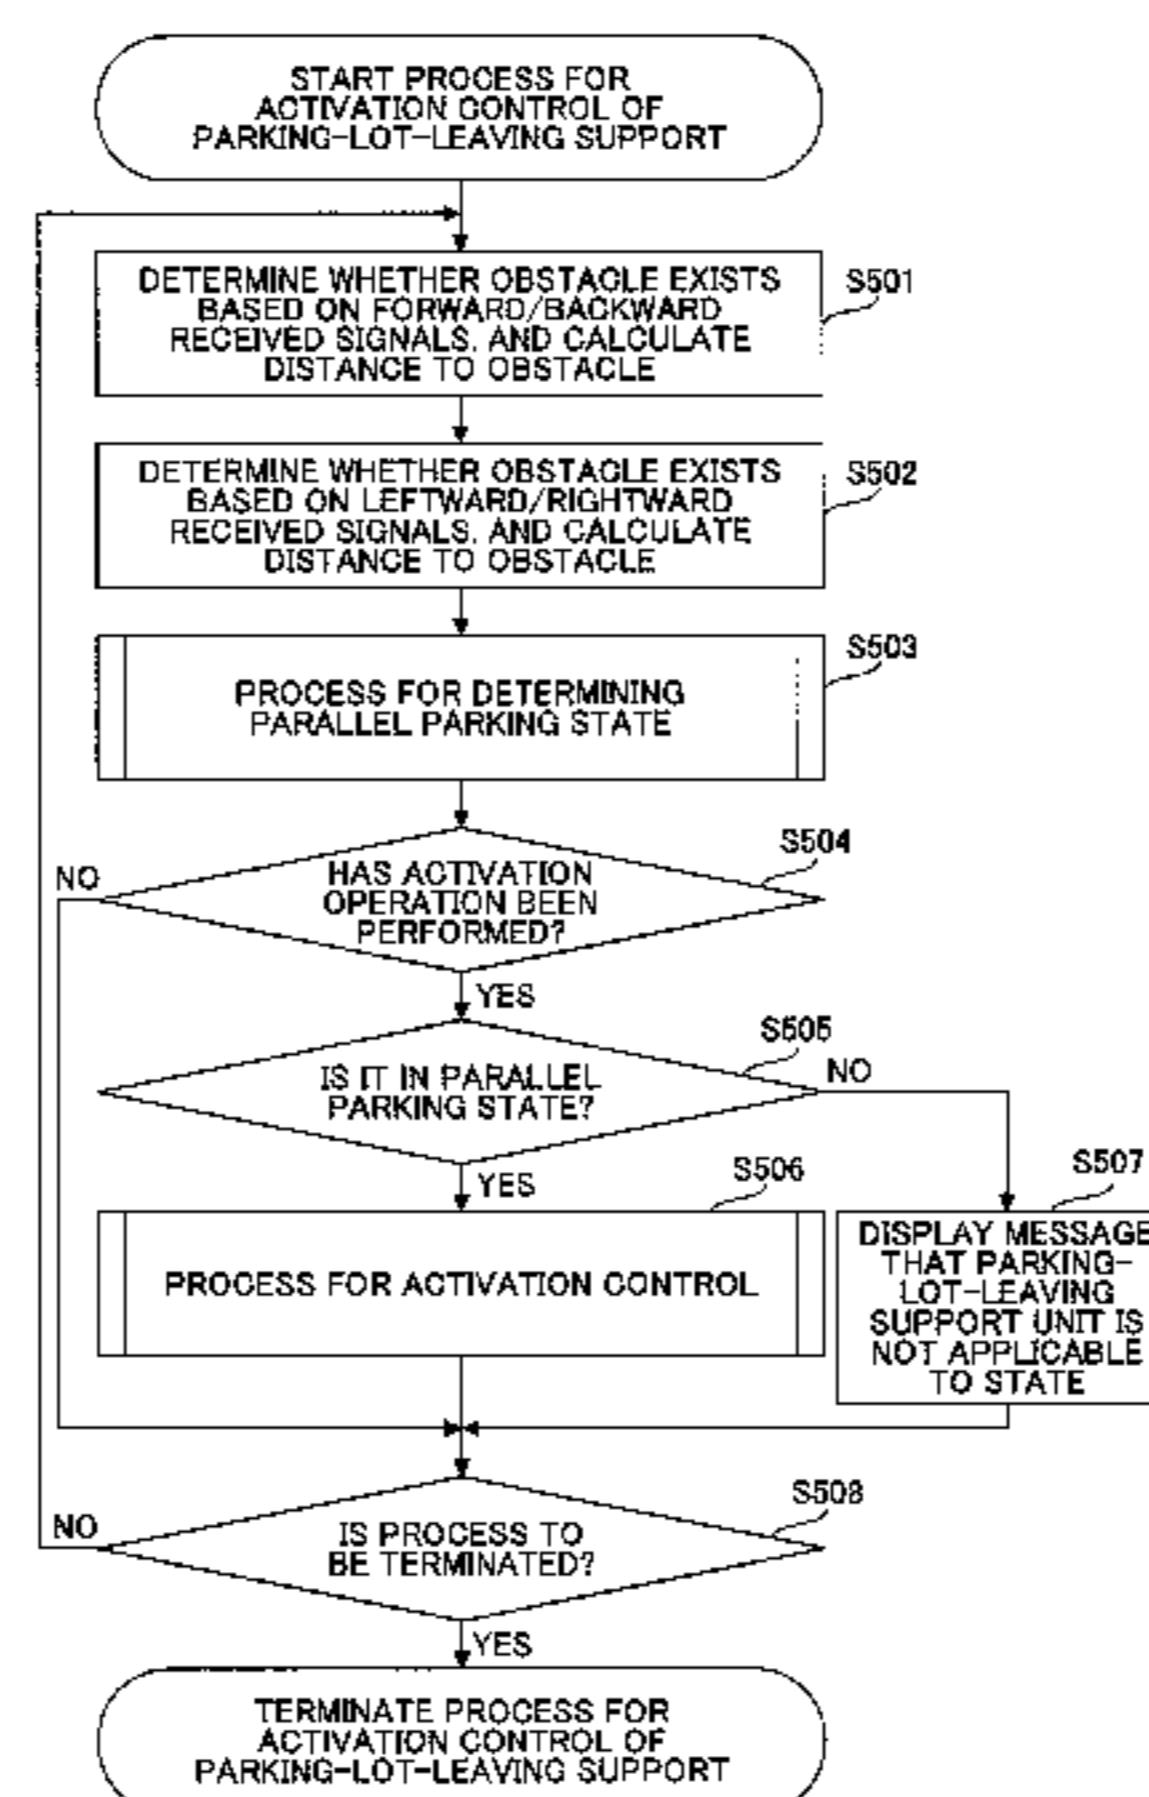 START PROCESS FOR
ACTIVATION CONTROL OF
PARKING-LOT-LEAVING SUPPORT
DETERMINE WHETHER OBSTACLE EXISTS
BASED ON FORWARD/BACKWARD
RECEIVED SIGNALS, AND CALCULATE
DISTANCE TO OBSTACLE
S501
DETERMINE WHETHER OBSTACLE EXISTS
BASED ON LEFTWARD/RIGHTWARD
RECEIVED SIGNALS, AND CALCULATE
DISTANCE TO OBSTACLE
S502
PROCESS FOR DETERMINING
PARALLEL PARKING STATE
S503
S504
HAS ACTIVATION
OPERATION BEEN
PERFORMED?
NO
YES
S505
IS IT IN PARALLEL
PARKING STATE?
NO
YES
S506
PROCESS FOR ACTIVATION CONTROL
S507
DISPLAY MESSAGE
THAT PARKING-
LOT-LEAVING
SUPPORT UNIT IS
NOT APPLICABLE
TO STATE
S508
IS PROCESS TO
BE TERMINATED?
NO
YES
TERMINATE PROCESS FOR
ACTIVATION CONTROL OF
PARKING-LOT-LEAVING SUPPORT